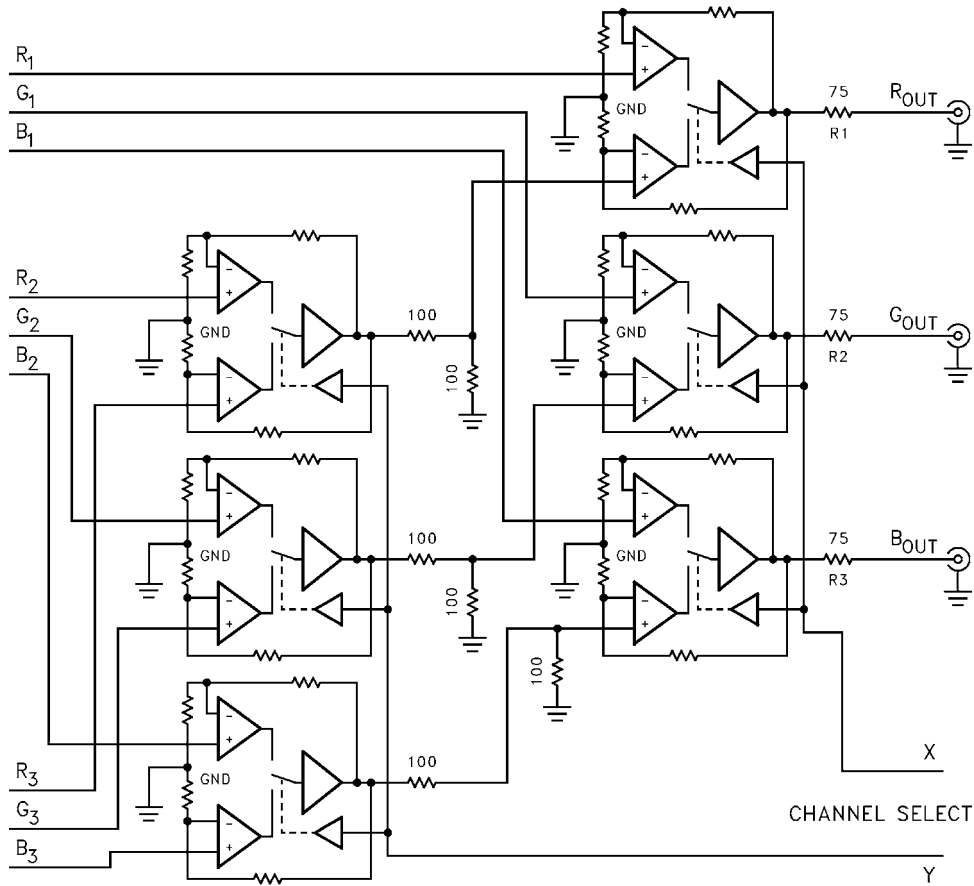 R1
G1
B1
GND
75
R1
ROUT
R2
G2
B2
GND
100
100
GND
75
R2
GOUT
GND
100
100
GND
75
R3
BOUT
100
R3
G3
B3
GND
100
X
CHANNEL SELECT
Y
- + - +
- + - +
- + - +
- + - +
- + - +
- + - +